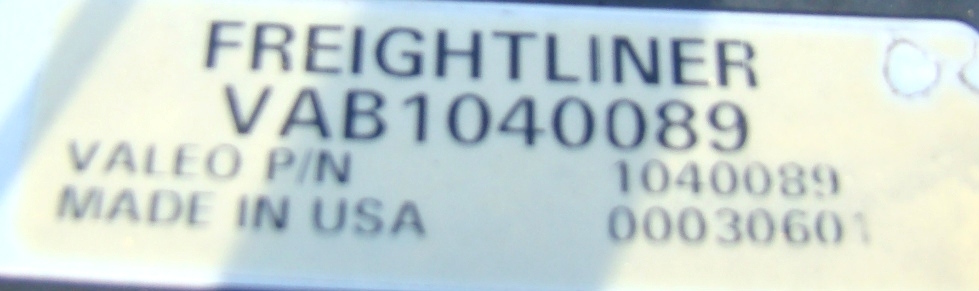 FREIGHTLINER
VAB1040089
VALEO P/N 1040089
MADE IN USA 00030601